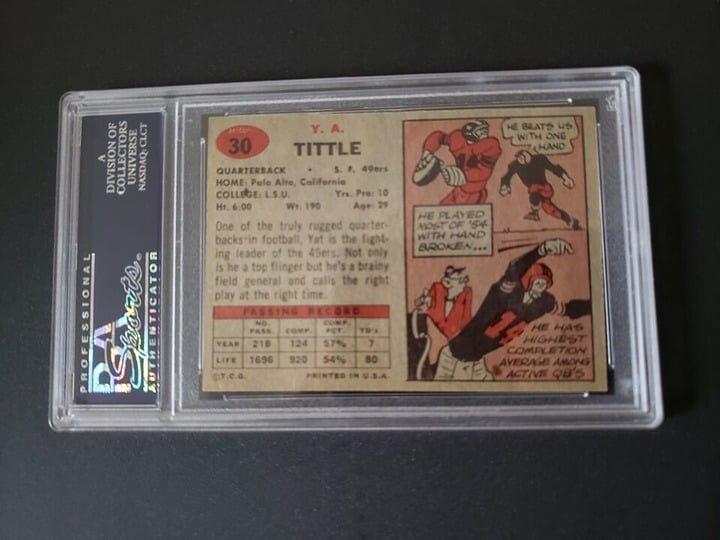 A
DIVISION OF
COLLECTORS
UNIVERSE
NASDAQ: CLCT
PROFESSIONAL
PSA
Sports
AUTHENTICATOR
30
Y. A.
TITTLE
QUARTERBACK • S. F. 49ers
HOME: Palo Alto, California
COLLEGE: L.S.U. Yrs. Pro: 10
Ht. 6:00 Wt. 190 Age: 29
One of the truly rugged quarter-
backs in football, Yat is the fight-
ing leader of the 49ers. Not only
is he a top flinger but he's a brainy
field general and calls the right
play at the right time.
PASSING RECORD
NO. PASS. COMP. COMP. PCT. TD's
YEAR 218 124 57% 7
LIFE 1696 920 54% 80
©T.C.G. PRINTED IN U.S.A.
HE BEATS US
WITH ONE
HAND
HE PLAYED
MOST OF '54
WITH HAND
BROKEN...
HE HAS
HIGHEST
COMPLETION
AVERAGE AMONG
ACTIVE QB'S